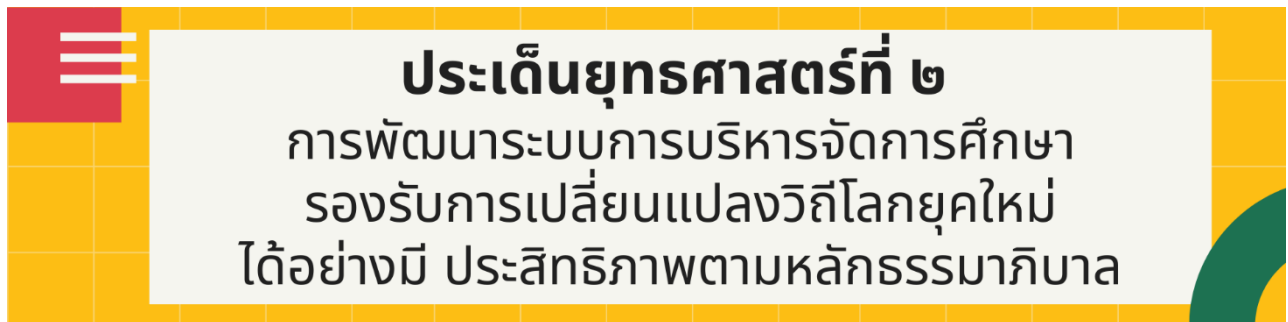 ประเด็นยุทธศาสตร์ที่ ๒
การพัฒนาระบบการบริหารจัดการศึกษา
รองรับการเปลี่ยนแปลงวิถีโลกยุคใหม่
ได้อย่างมี ประสิทธิภาพตามหลักธรรมาภิบาล